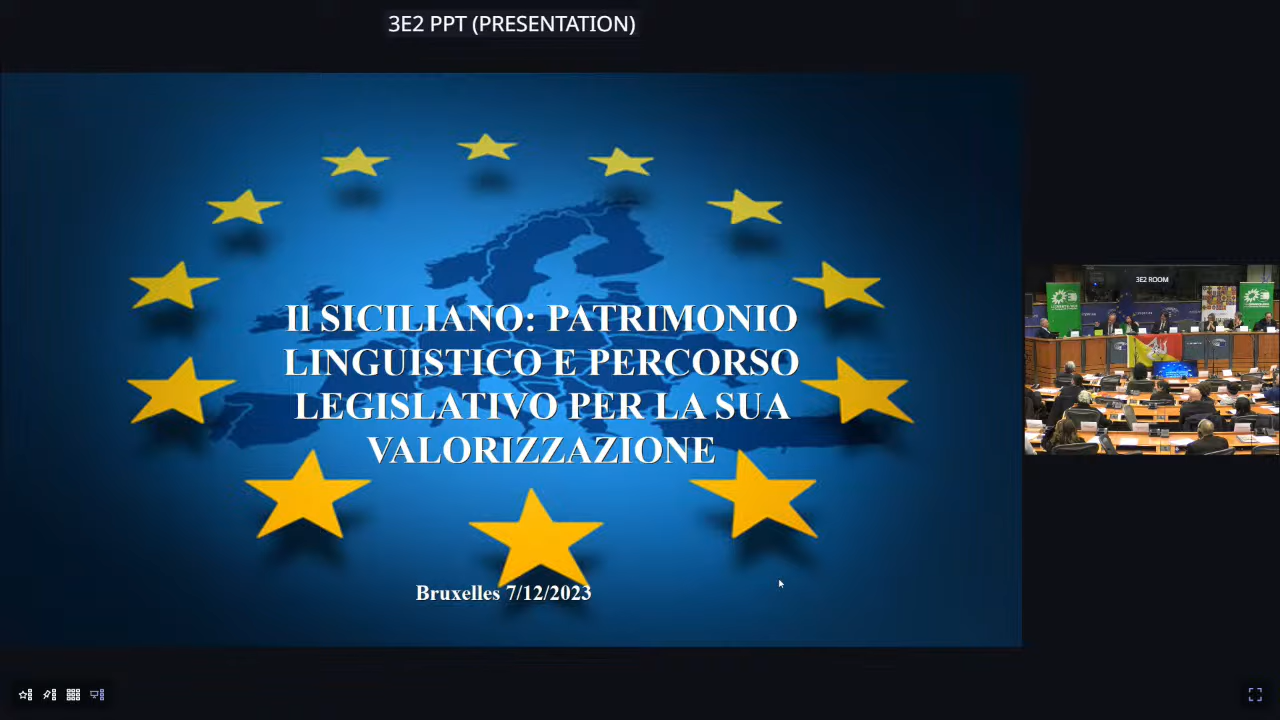 3E2 PPT (PRESENTATION)
Il SICILIANO: PATRIMONIO
LINGUISTICO E PERCORSO
LEGISLATIVO PER LA SUA
VALORIZZAZIONE
Bruxelles 7/12/2023
3E2 ROOM